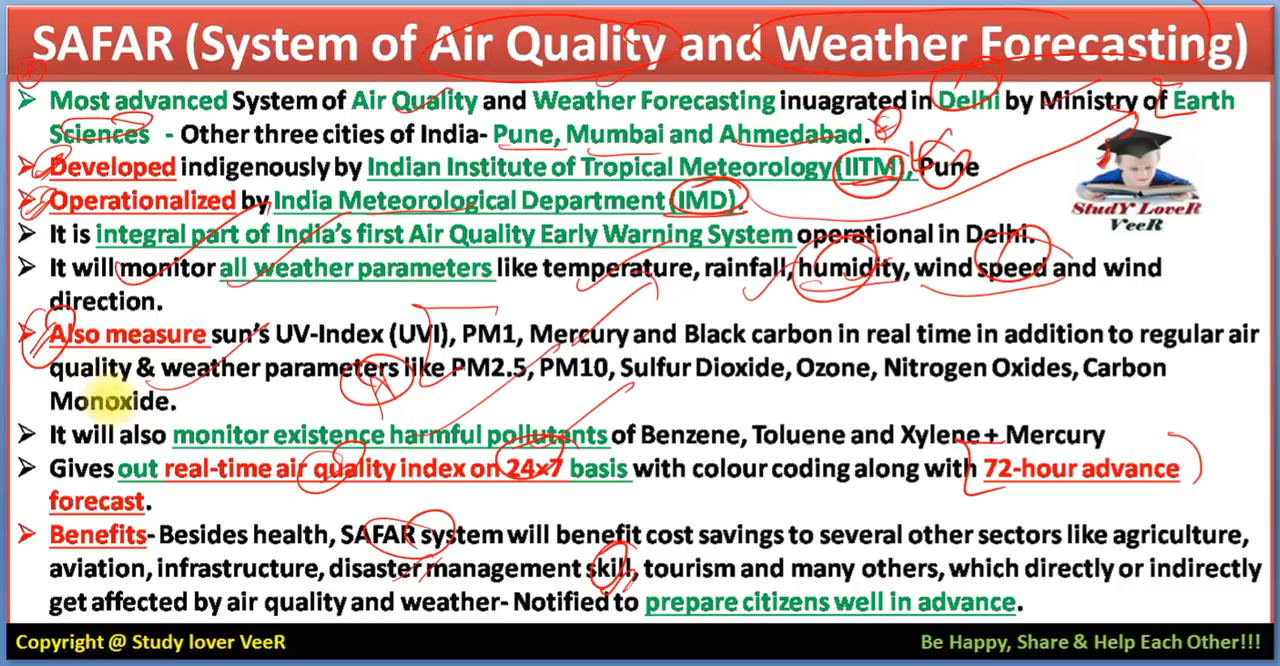 SAFAR (System of Air Quality and Weather Forecasting)
➢ Most advanced System of Air Quality and Weather Forecasting inuagrated in Delhi by Ministry of Earth
Sciences - Other three cities of India- Pune, Mumbai and Ahmedabad.
➢ Developed indigenously by Indian Institute of Tropical Meteorology (IITM), Pune
➢ Operationalized by India Meteorological Department (IMD).
➢ It is integral part of India's first Air Quality Early Warning System operational in Delhi.
➢ It will monitor all weather parameters like temperature, rainfall, humidity, wind speed and wind
direction.
➢ Also measure sun's UV-Index (UVI), PM1, Mercury and Black carbon in real time in addition to regular air
quality & weather parameters like PM2.5, PM10, Sulfur Dioxide, Ozone, Nitrogen Oxides, Carbon
Monoxide.
➢ It will also monitor existence harmful pollutants of Benzene, Toluene and Xylene + Mercury
➢ Gives out real-time air quality index on 24×7 basis with colour coding along with 72-hour advance
forecast.
➢ Benefits- Besides health, SAFAR system will benefit cost savings to several other sectors like agriculture,
aviation, infrastructure, disaster management skill, tourism and many others, which directly or indirectly
get affected by air quality and weather- Notified to prepare citizens well in advance.
StudY LoveR
VeeR
Copyright @ Study lover VeeR
Be Happy, Share & Help Each Other!!!